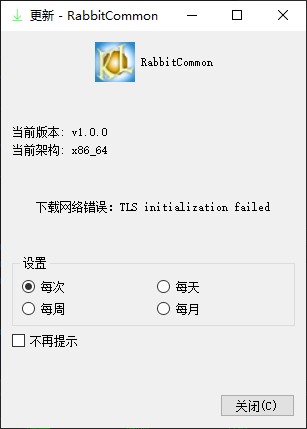 更新 - RabbitCommon
RabbitCommon
当前版本: v1.0.0
当前架构: x86_64
下载网络错误：TLS initialization failed
设置
每次
每天
每周
每月
不再提示
关闭(C)